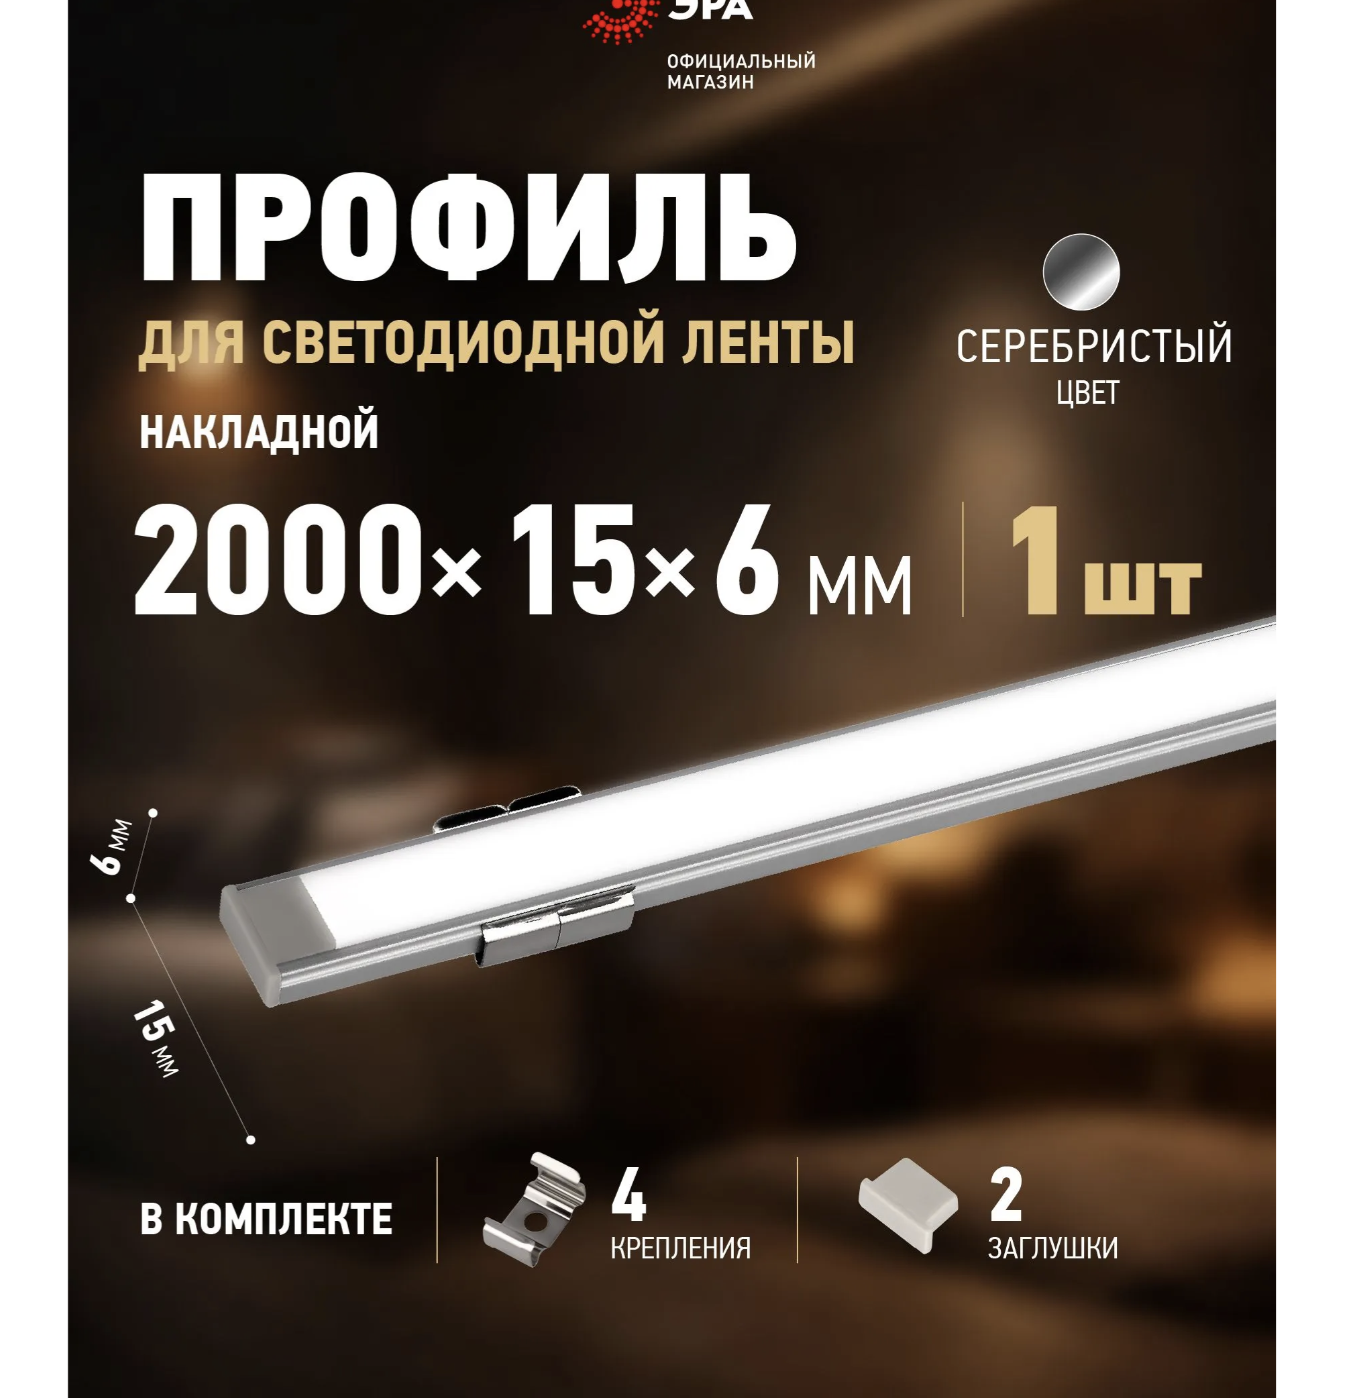 ЭРА
ОФИЦИАЛЬНЫЙ
МАГАЗИН
ПРОФИЛЬ
ДЛЯ СВЕТОДИОДНОЙ ЛЕНТЫ
НАКЛАДНОЙ
СЕРЕБРИСТЫЙ
ЦВЕТ
2000× 15×6 ММ
1 шт
6 ММ
15 ММ
В КОМПЛЕКТЕ
4
КРЕПЛЕНИЯ
2
ЗАГЛУШКИ